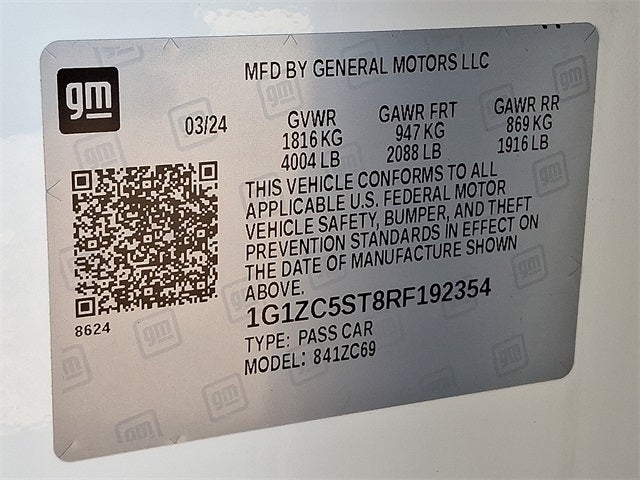 gm
MFD BY GENERAL MOTORS LLC
03/24
GVWR GAWR FRT GAWR RR
1816 KG 947 KG 869 KG
4004 LB 2088 LB 1916 LB
THIS VEHICLE CONFORMS TO ALL
APPLICABLE U.S. FEDERAL MOTOR
VEHICLE SAFETY, BUMPER, AND THEFT
PREVENTION STANDARDS IN EFFECT ON
THE DATE OF MANUFACTURE SHOWN
ABOVE.
8624
1G1ZC5ST8RF192354
TYPE: PASS CAR
MODEL: 841ZC69